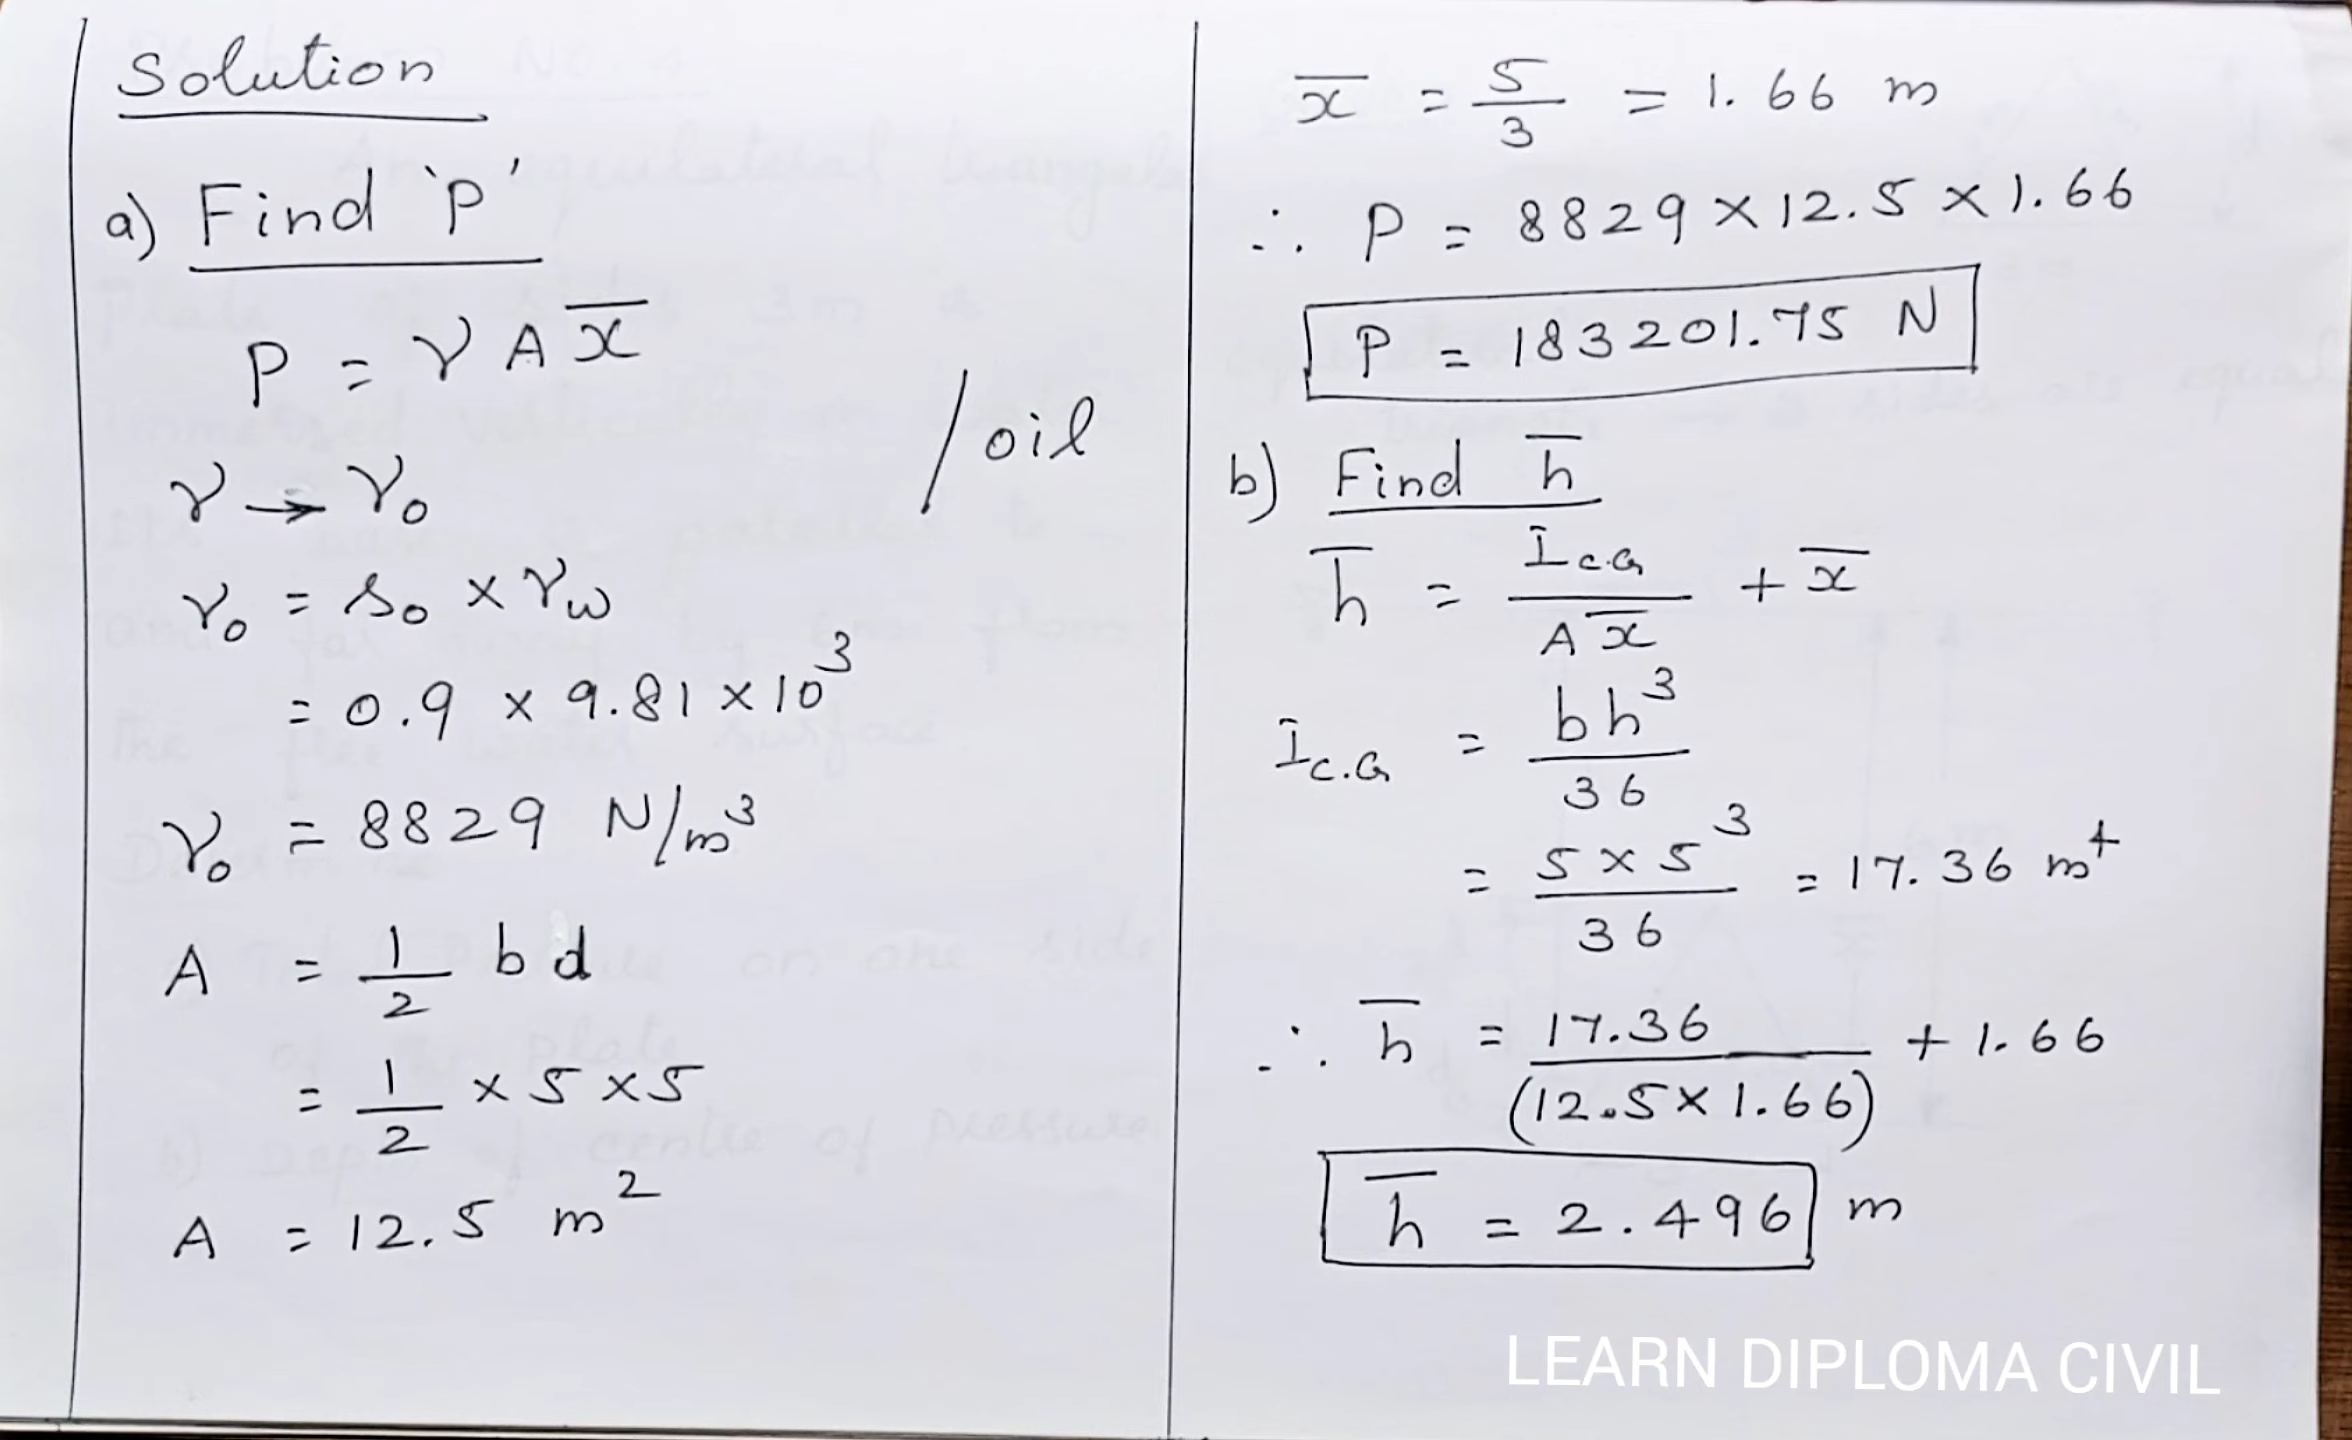 Solution
a) Find 'P'
P = γ A x̄
γ → γo / oil
γo = so × γw
= 0.9 × 9.81 × 10³
γo = 8829 N/m³
A = 1/2 b d
= 1/2 × 5 × 5
A = 12.5 m²
x̄ = 5/3 = 1.66 m
∴ P = 8829 × 12.5 × 1.66
P = 183201.75 N
b) Find h̄
h̄ = I_C.G / A x̄ + x̄
I_C.G = bh³/36
= 5 × 5³ / 36 = 17.36 m⁴
∴ h̄ = 17.36 / (12.5 × 1.66) + 1.66
h̄ = 2.496 m
LEARN DIPLOMA CIVIL